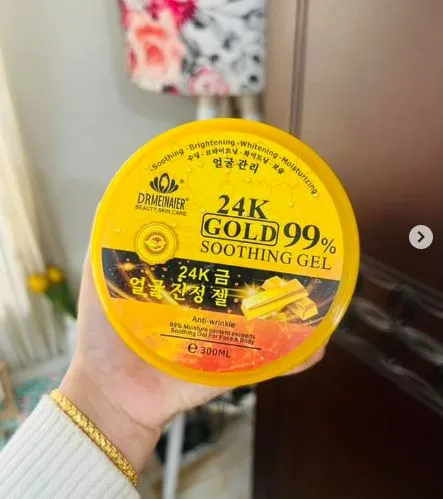 -Soothing -Brightening -Whitening -Moisturizing
수딩 - 브라이트닝 - 화이트닝 - 보습
얼굴 관리
DRMEINAIER
BEAUTY SKIN CARE
24K
GOLD 99%
SOOTHING GEL
24K 금
얼굴 진정 젤
Anti-wrinkle
99% Moisture content exceeds
Soothing Gel For Face & Body
℮ 300ML